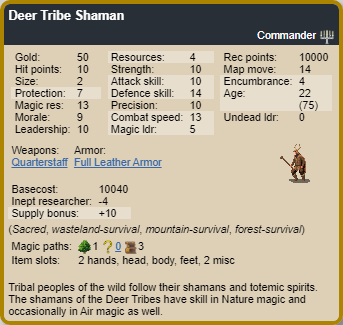 Deer Tribe Shaman
Commander
Gold: 50 Resources: 4 Rec points: 10000
Hit points: 10 Strength: 10 Map move: 14
Size: 2 Attack skill: 10 Encumbrance: 4
Protection: 7 Defence skill: 14 Age: 22
Magic res: 13 Precision: 10 (75)
Morale: 9 Combat speed: 13 Undead ldr: 0
Leadership: 10 Magic ldr: 5
Weapons: Armor:
Quarterstaff Full Leather Armor
Basecost: 10040
Inept researcher: -4
Supply bonus: +10
(Sacred, wasteland-survival, mountain-survival, forest-survival)
Magic paths: 1 ? 0 3
Item slots: 2 hands, head, body, feet, 2 misc
Tribal peoples of the wild follow their shamans and totemic spirits.
The shamans of the Deer Tribes have skill in Nature magic and
occasionally in Air magic as well.